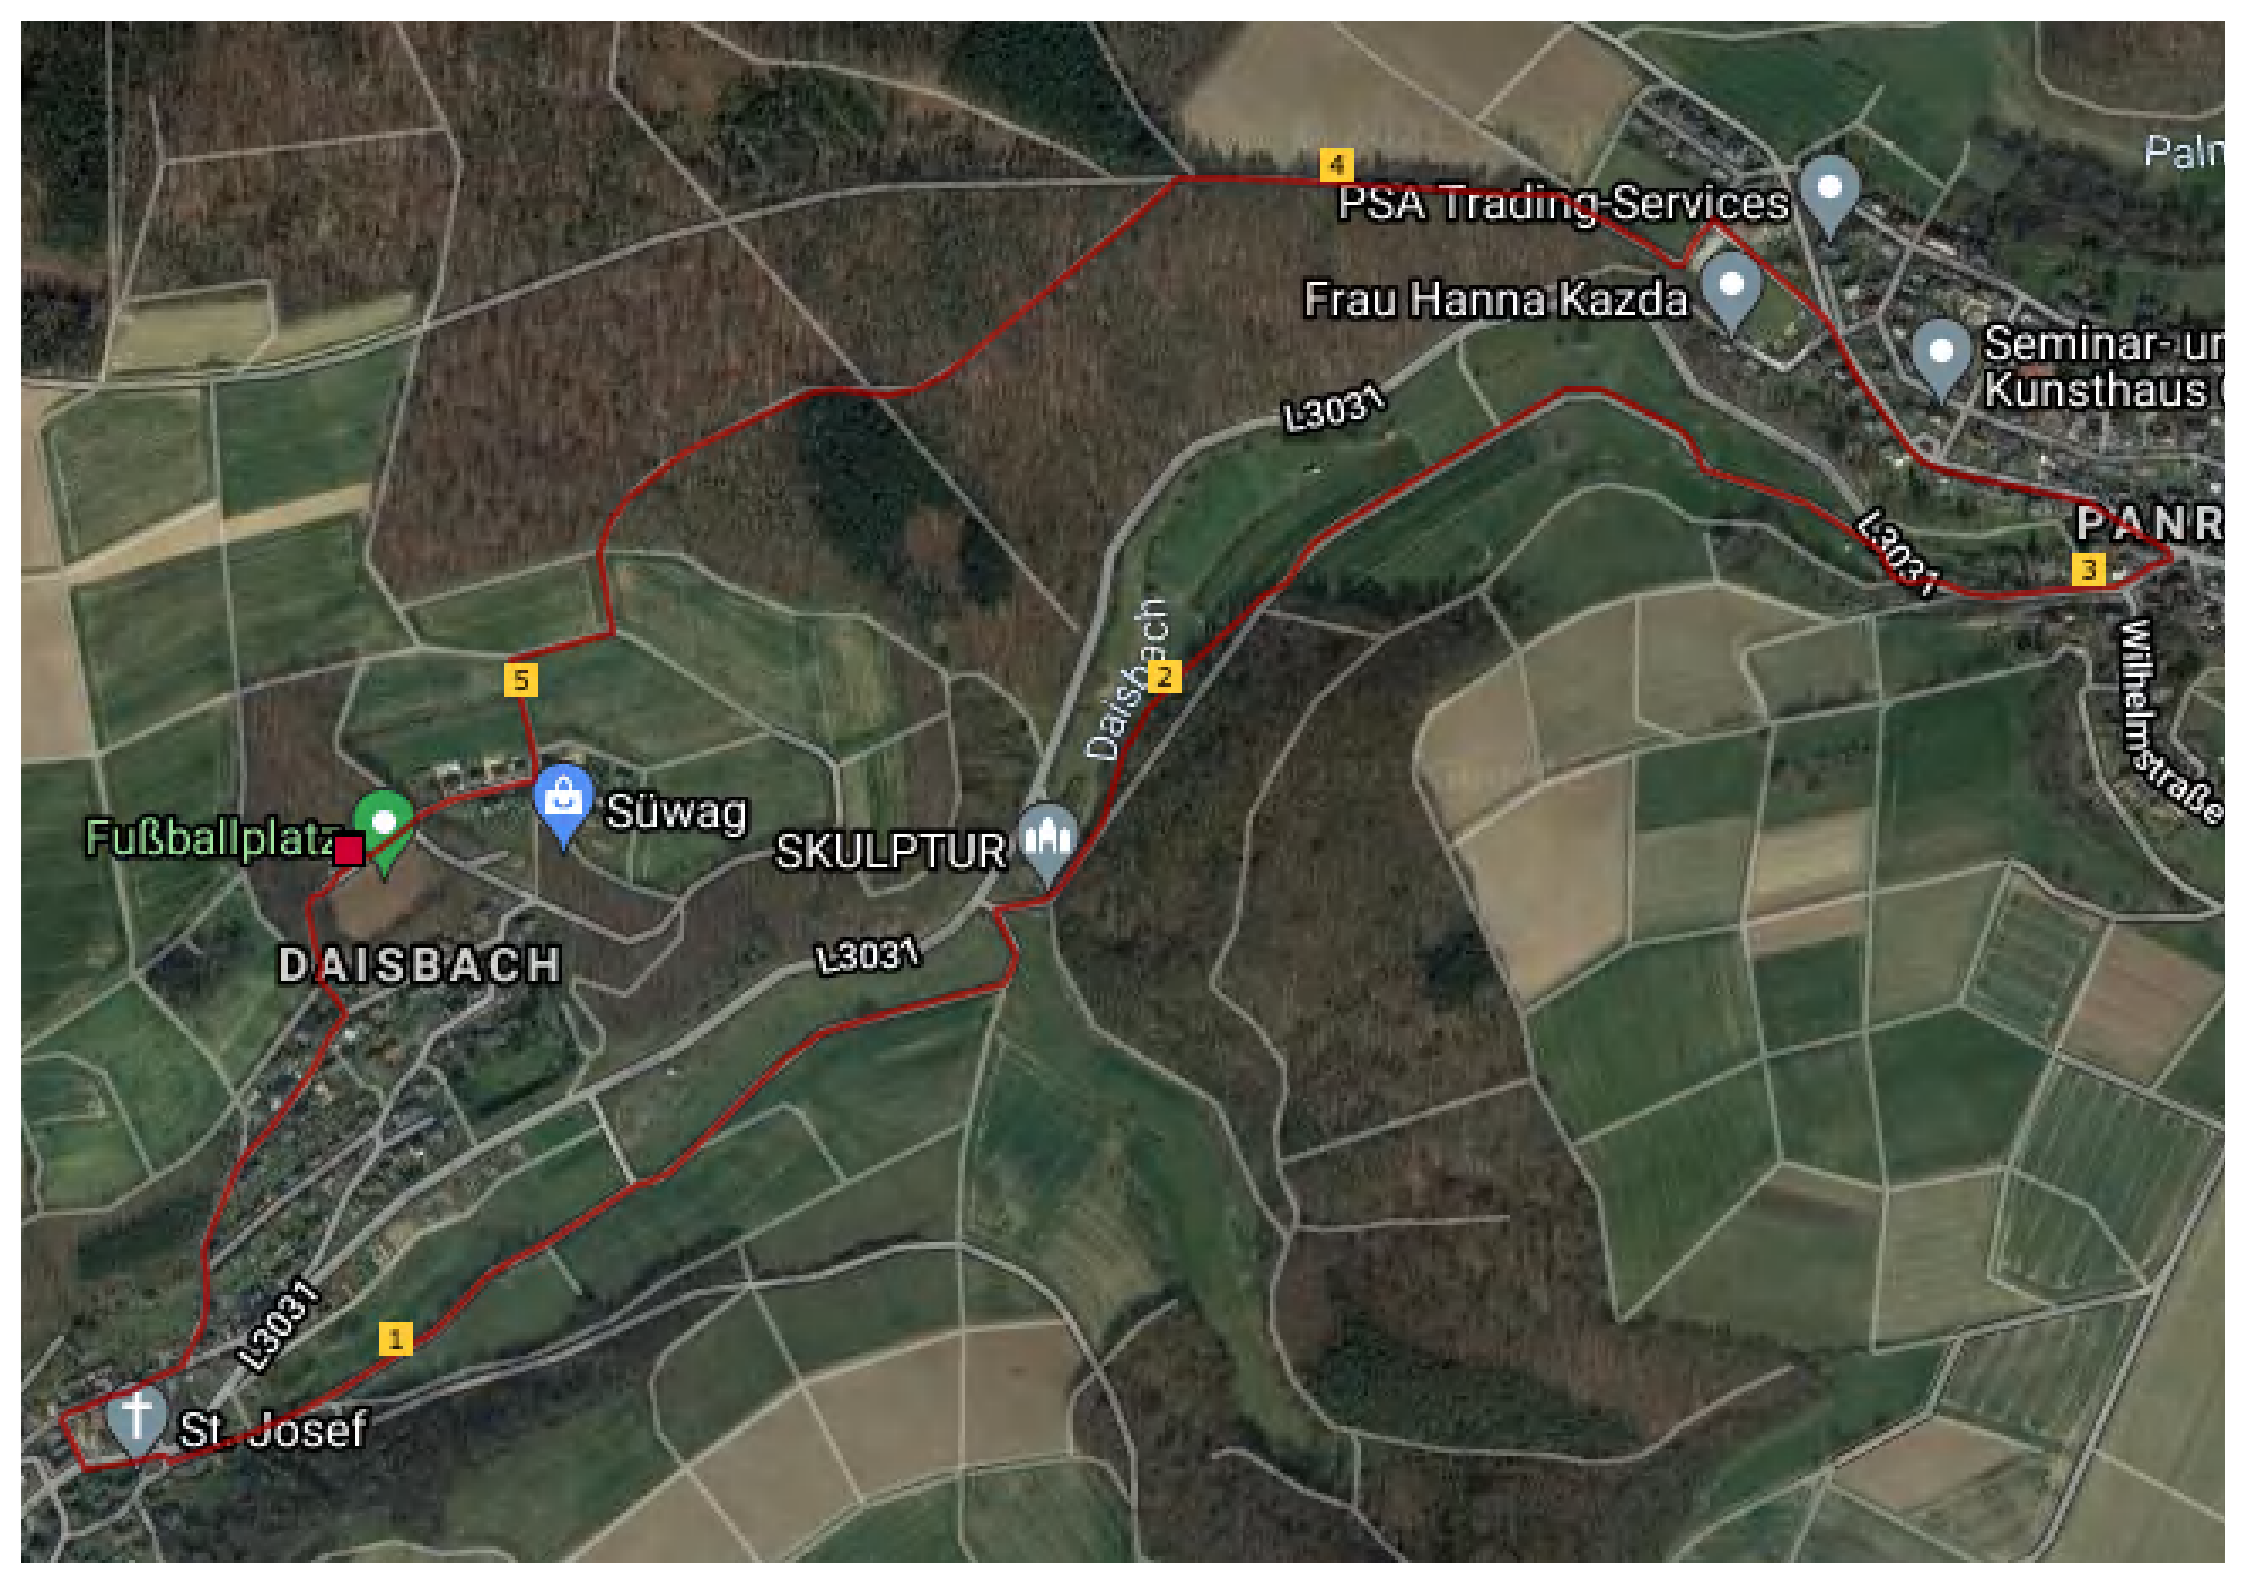 Paln
4
PSA Trading-Services
Frau Hanna Kazda
Seminar- un
Kunsthaus
L3031
PANR
L3031
3
Daisbach
2
Wilhelmstraße
5
Süwag
Fußballplatz
SKULPTUR
DAISBACH
L3031
L3031
1
St. Josef